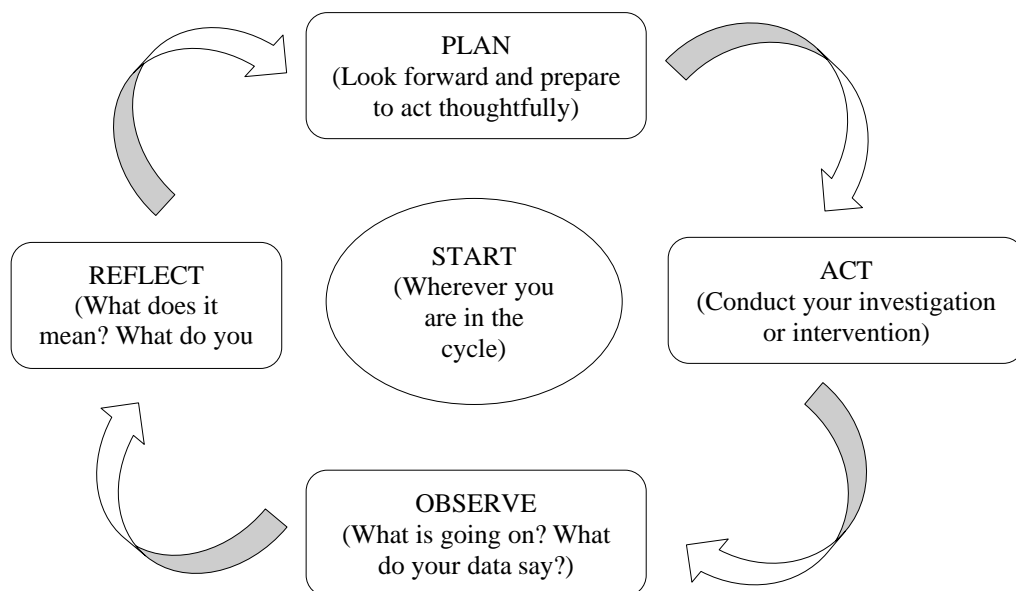 PLAN
(Look forward and prepare
to act thoughtfully)
START
(Wherever you
are in the
cycle)
ACT
(Conduct your investigation
or intervention)
OBSERVE
(What is going on? What
do your data say?)
REFLECT
(What does it
mean? What do you